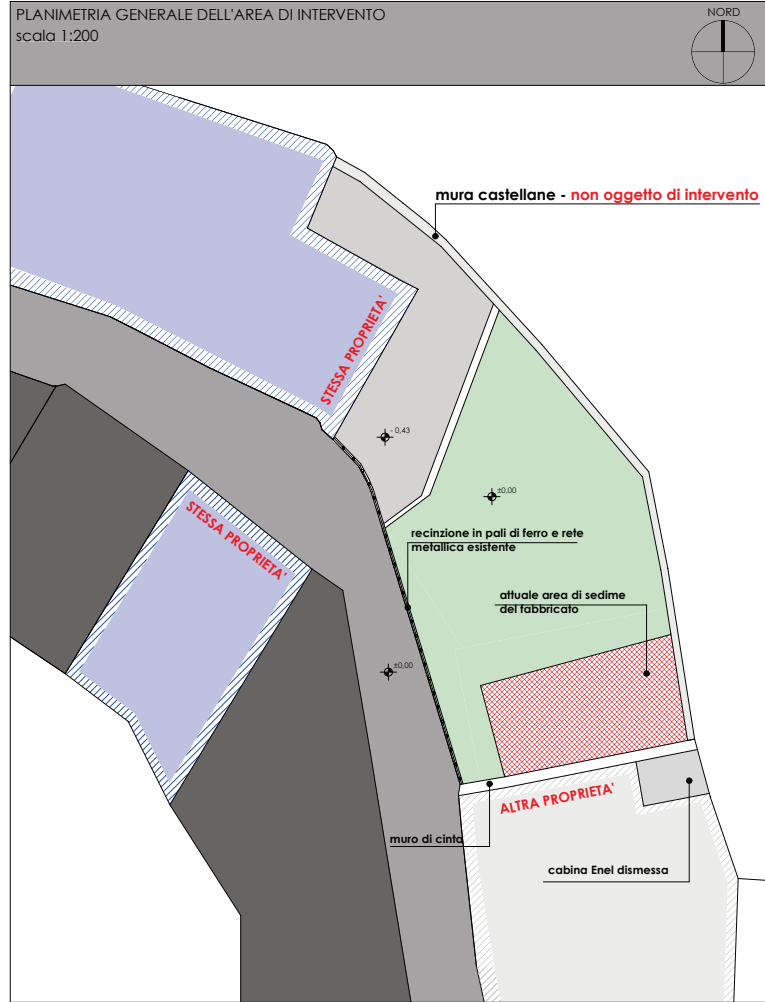 PLANIMETRIA GENERALE DELL'AREA DI INTERVENTO
scala 1:200
NORD
mura castellane - non oggetto di intervento
STESSA PROPRIETA'
- 0,43
±0,00
STESSA PROPRIETA'
recinzione in pali di ferro e rete
metallica esistente
attuale area di sedime
del fabbricato
±0,00
ALTRA PROPRIETA'
muro di cinta
cabina Enel dismessa